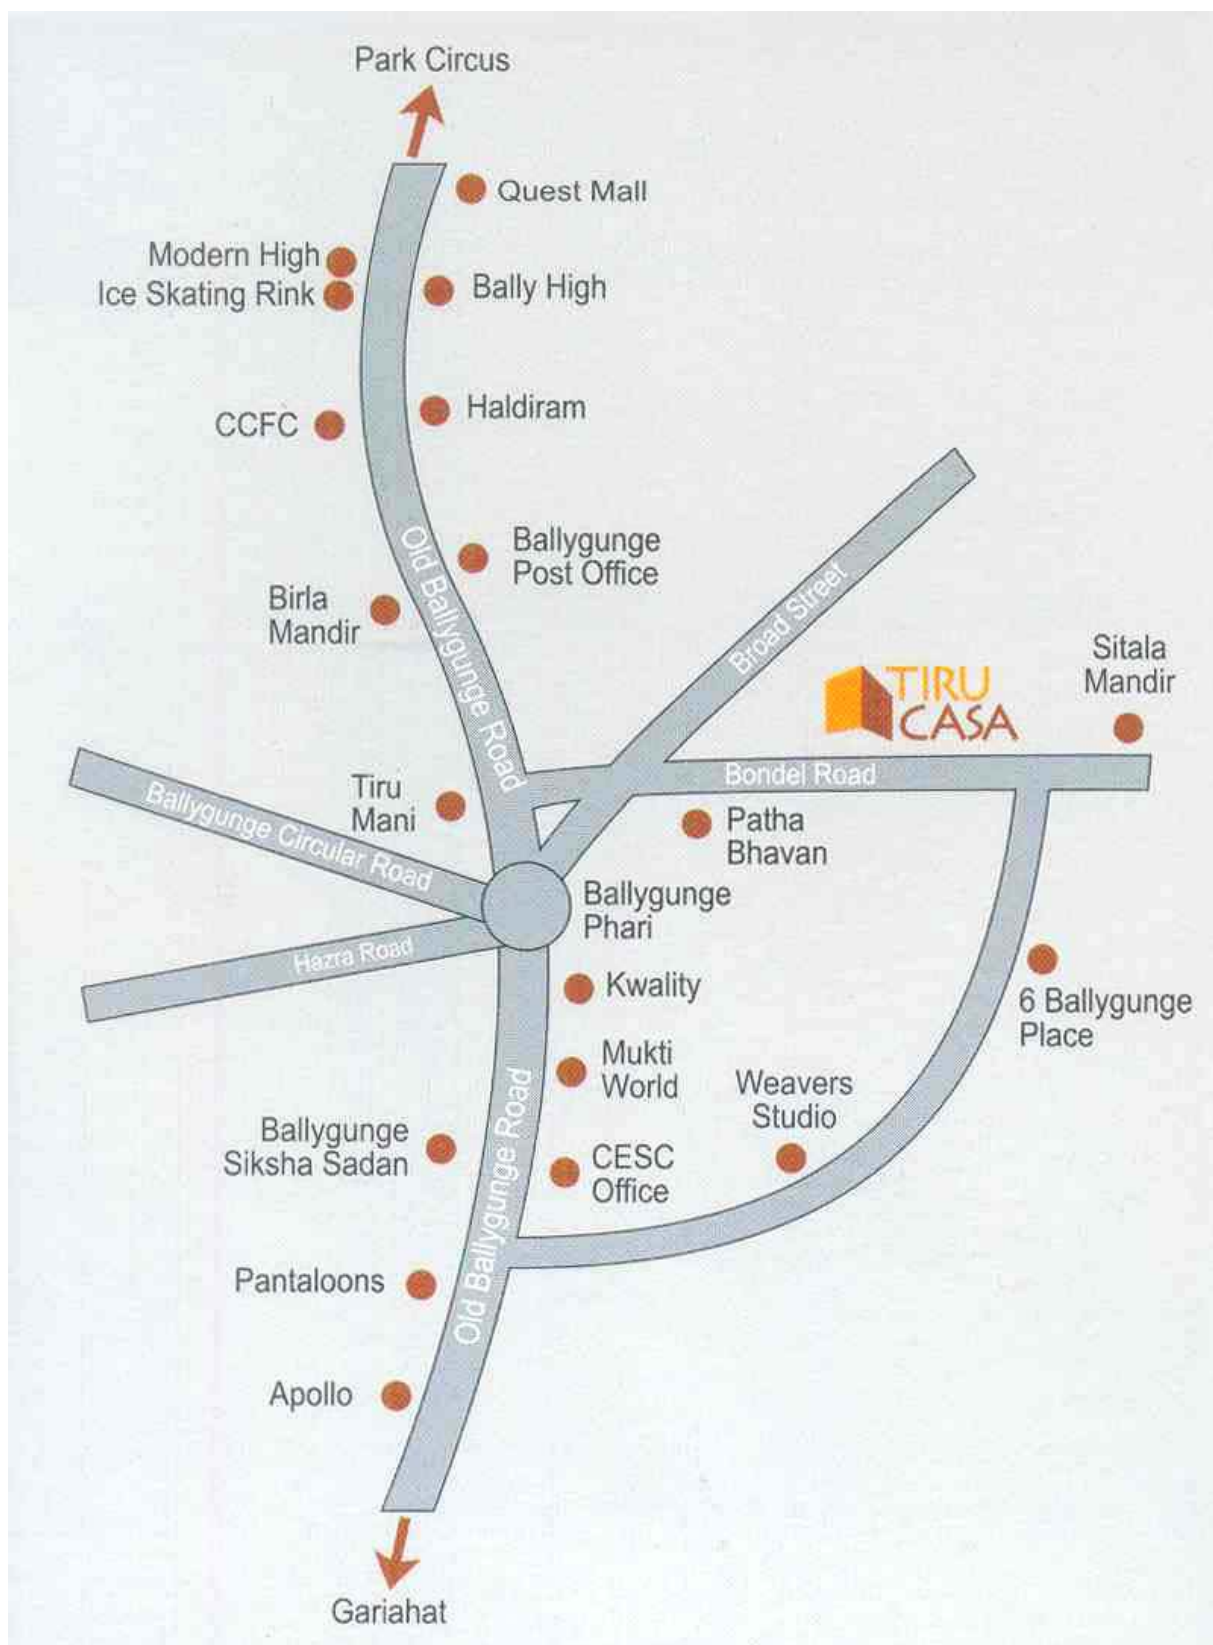 Park Circus
Quest Mall
Modern High
Ice Skating Rink
Bally High
CCFC
Haldiram
Old Ballygunge Road
Ballygunge
Post Office
Birla
Mandir
Broad Street
Sitala
Mandir
TIRU
CASA
Bondel Road
Tiru
Mani
Ballygunge Circular Road
Patha
Bhavan
Ballygunge
Phari
Hazra Road
Kwality
6 Ballygunge
Place
Mukti
World
Weavers
Studio
Ballygunge
Siksha Sadan
CESC
Office
Old Ballygunge Road
Pantaloons
Apollo
Gariahat